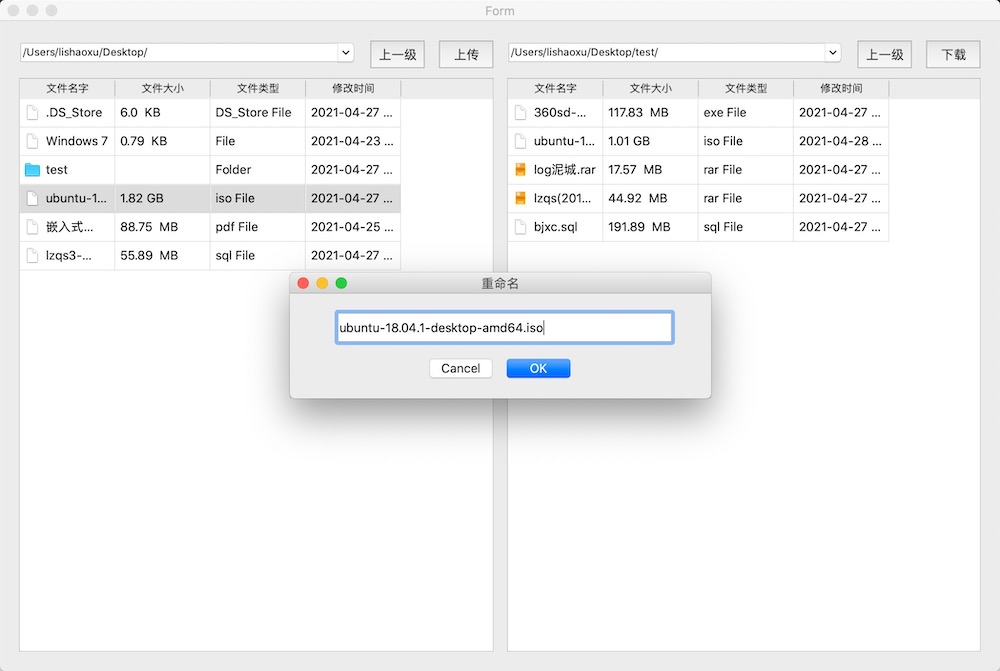 Form
/Users/lishaoxu/Desktop/ 上一级 上传
文件名字 文件大小 文件类型 修改时间
.DS_Store 6.0 KB DS_Store File 2021-04-27 ...
Windows 7 0.79 KB File 2021-04-23 ...
test Folder 2021-04-27 ...
ubuntu-1... 1.82 GB iso File 2021-04-27 ...
嵌入式... 88.75 MB pdf File 2021-04-25 ...
lzqs3-... 55.89 MB sql File 2021-04-27 ...
/Users/lishaoxu/Desktop/test/ 上一级 下载
文件名字 文件大小 文件类型 修改时间
360sd-... 117.83 MB exe File 2021-04-27 ...
ubuntu-1... 1.01 GB iso File 2021-04-28 ...
log泥城.rar 17.57 MB rar File 2021-04-27 ...
lzqs(201... 44.92 MB rar File 2021-04-27 ...
bjxc.sql 191.89 MB sql File 2021-04-27 ...
重命名
ubuntu-18.04.1-desktop-amd64.iso
Cancel OK